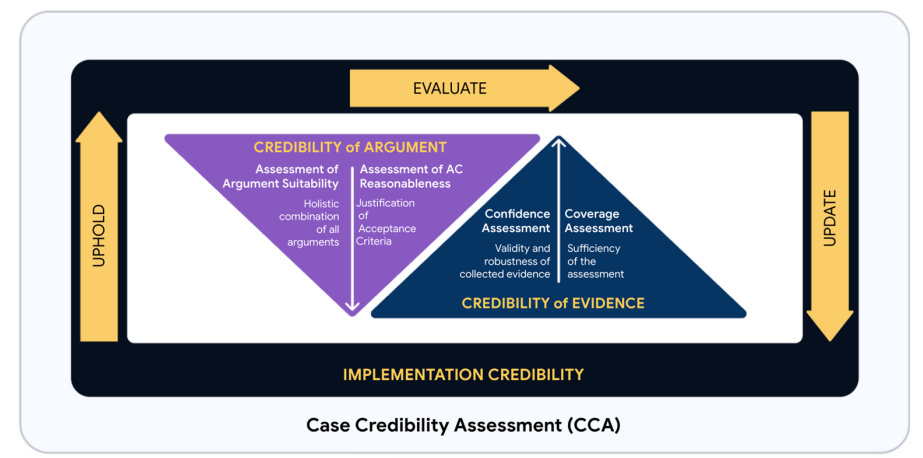 EVALUATE
UPHOLD
UPDATE
CREDIBILITY of ARGUMENT
Assessment of
Argument Suitability
Holistic
combination
of all
arguments
Assessment of AC
Reasonableness
Justification
of
Acceptance
Criteria
Confidence
Assessment
Validity and
robustness of
collected evidence
Coverage
Assessment
Sufficiency
of the
assessment
CREDIBILITY of EVIDENCE
IMPLEMENTATION CREDIBILITY
Case Credibility Assessment (CCA)